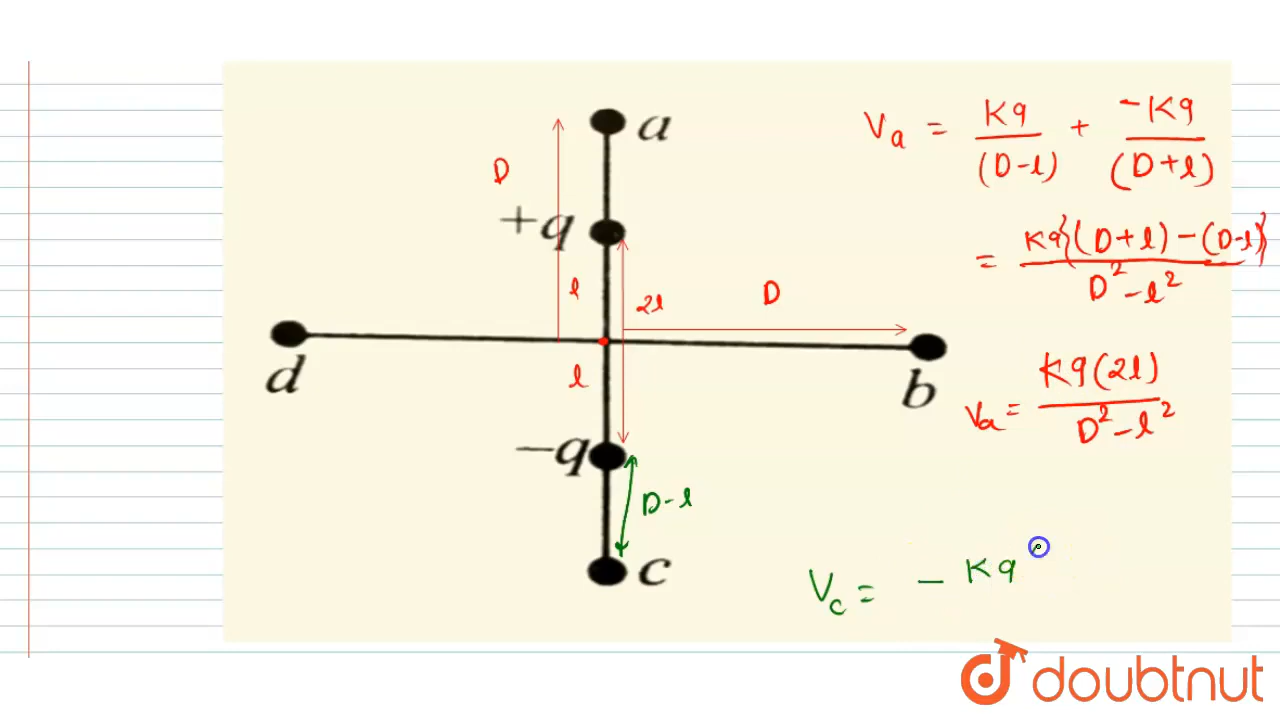 a
D
+q
l
2l
D
d
l
b
-q
D-l
c
Va = Kq/(D-l) + -Kq/(D+l)
= Kq{(D+l)-(D-l)}/D²-l²
Va = Kq(2l)/D²-l²
Vc = - Kq
doubtnut